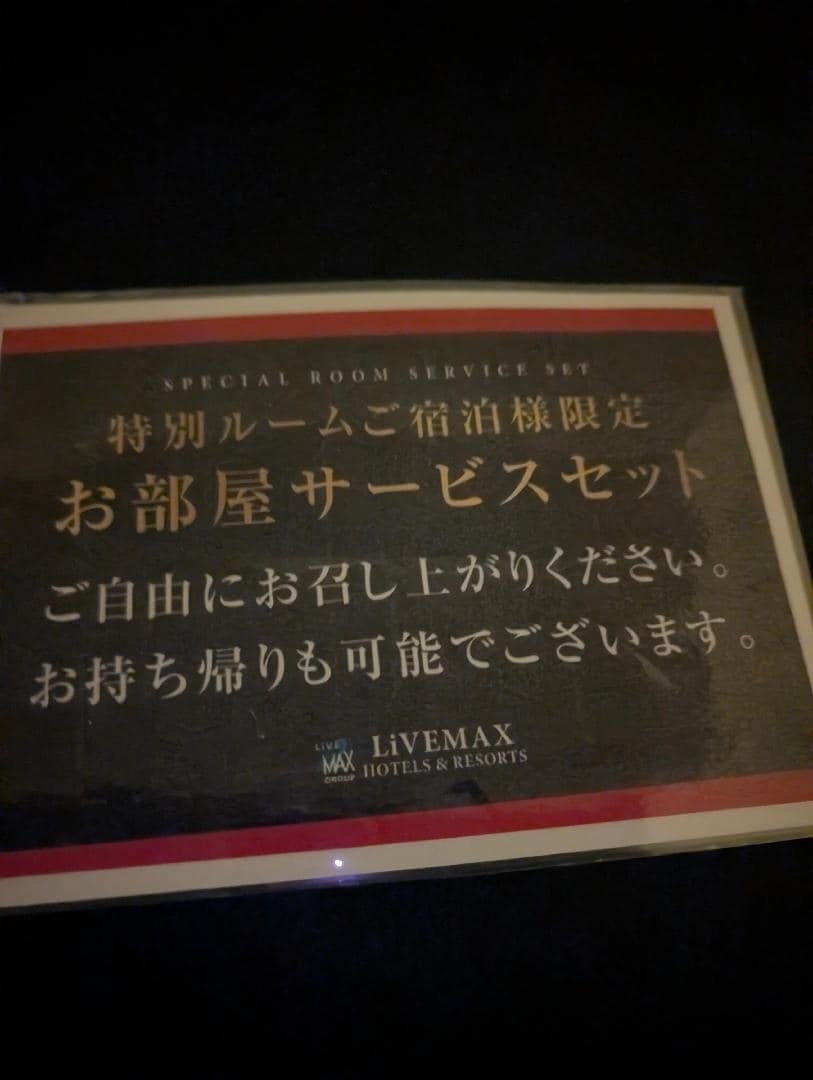 SPECIAL ROOM SERVICE SET
特別ルームご宿泊様限定
お部屋サービスセット
ご自由にお召し上がりください。
お持ち帰りも可能でございます。
LiVE MAX GROUP
LiVEMAX
HOTELS & RESORTS